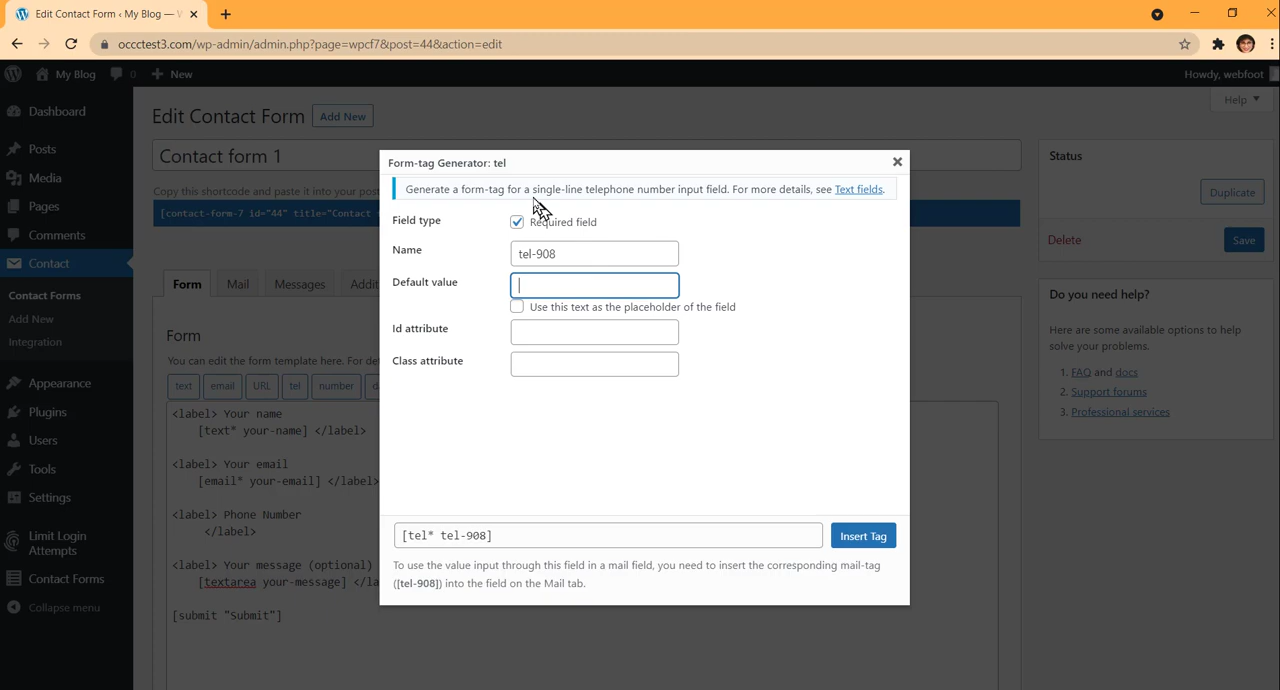 Edit Contact Form ‹ My Blog — 
occctest3.com/wp-admin/admin.php?page=wpcf7&post=44&action=edit
My Blog 0 New Howdy, webfoot
Help
Dashboard
Posts
Media
Pages
Comments
Contact
Contact Forms
Add New
Integration
Appearance
Plugins
Users
Tools
Settings
Limit Login
Attempts
Contact Forms
Collapse menu
Edit Contact Form Add New
Contact form 1
Copy this shortcode and paste it into your post
[contact-form-7 id="44" title="Contact
Form Mail Messages Addit
Form
You can edit the form template here. For det
text email URL tel number d
<label> Your name
[text* your-name] </label>
<label> Your email
[email* your-email] </label>
<label> Phone Number
</label>
<label> Your message (optional)
[textarea your-message] </la
[submit "Submit"]
Form-tag Generator: tel
Generate a form-tag for a single-line telephone number input field. For more details, see Text fields.
Field type Required field
Name tel-908
Default value
Use this text as the placeholder of the field
Id attribute
Class attribute
[tel* tel-908] Insert Tag
To use the value input through this field in a mail field, you need to insert the corresponding mail-tag
([tel-908]) into the field on the Mail tab.
Status
Duplicate
Delete Save
Do you need help?
Here are some available options to help
solve your problems.
1. FAQ and docs
2. Support forums
3. Professional services